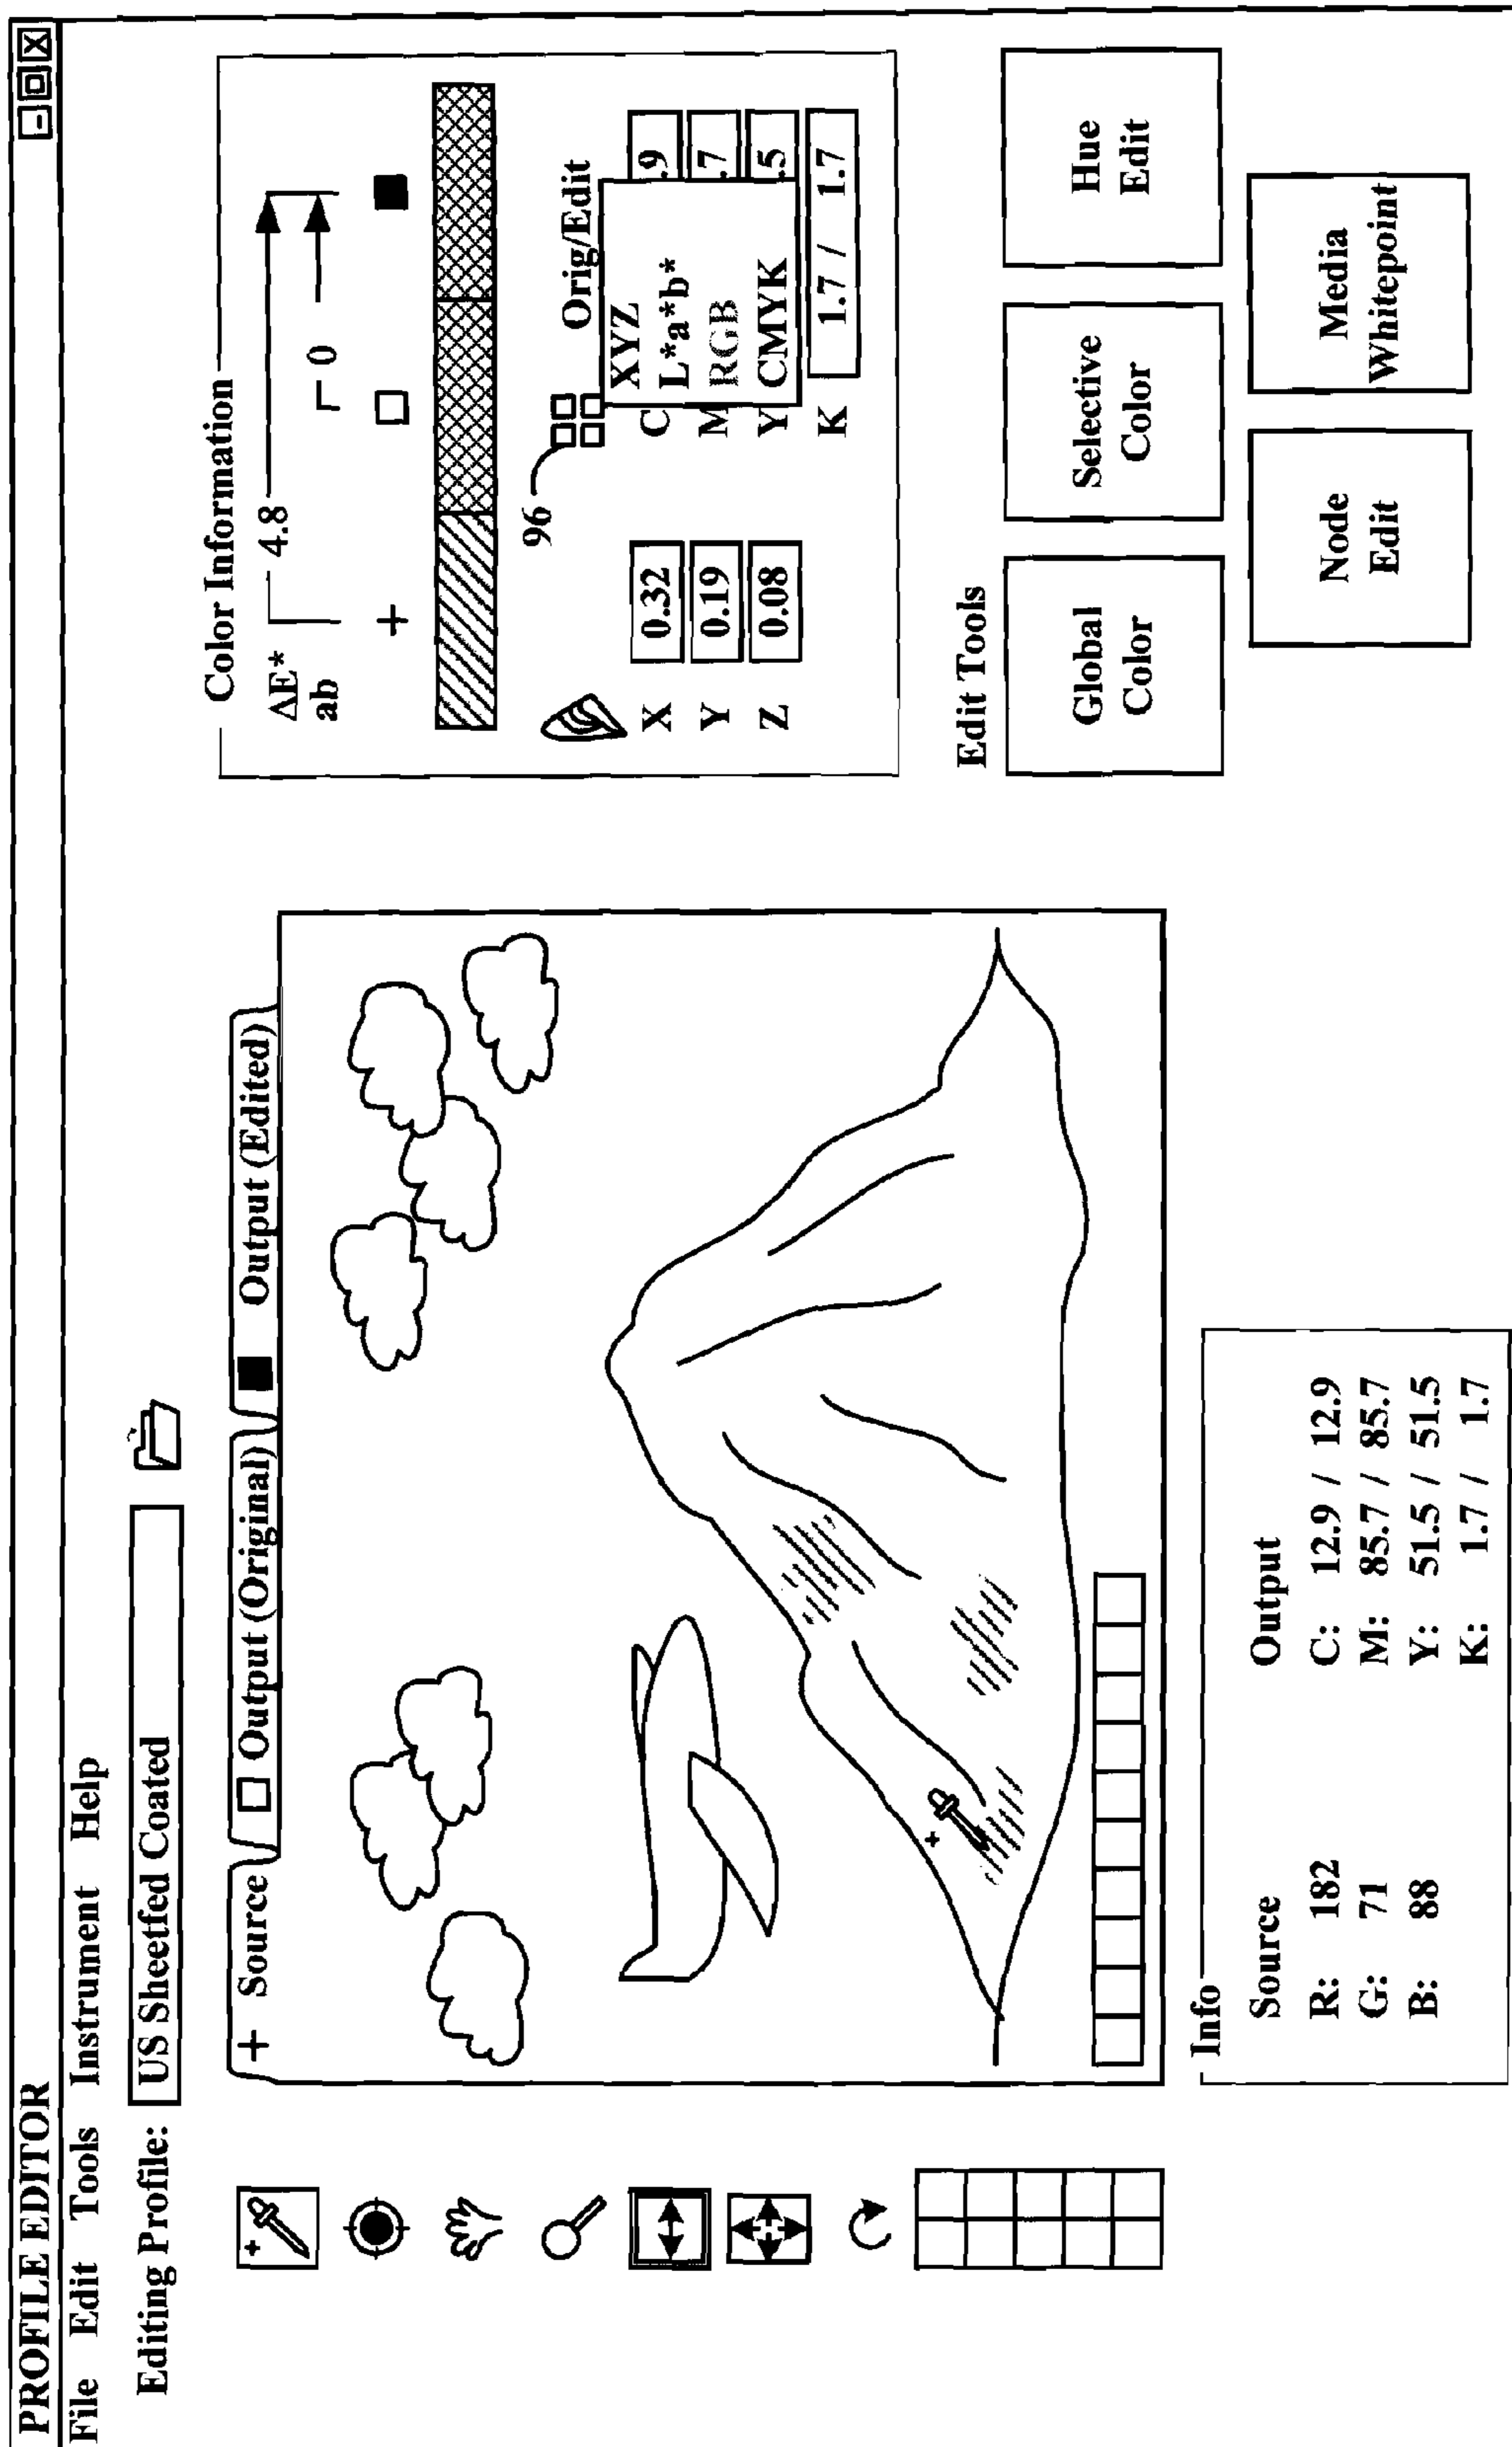 PROFILE EDITOR
File Edit Tools Instrument Help
Editing Profile: US Sheetfed Coated
+ Source
Output (Original)
Output (Edited)
Color Information
ΔE*
ab
4.8
0
+
96
Orig/Edit
X 0.32
Y 0.19
Z 0.08
XYZ
L*a*b*
RGB
CMYK
C .9
M .7
Y .5
K 1.7 / 1.7
Edit Tools
Global
Color
Selective
Color
Hue
Edit
Node
Edit
Media
Whitepoint
Info
Source Output
R: 182 C: 12.9 / 12.9
G: 71 M: 85.7 / 85.7
B: 88 Y: 51.5 / 51.5
K: 1.7 / 1.7